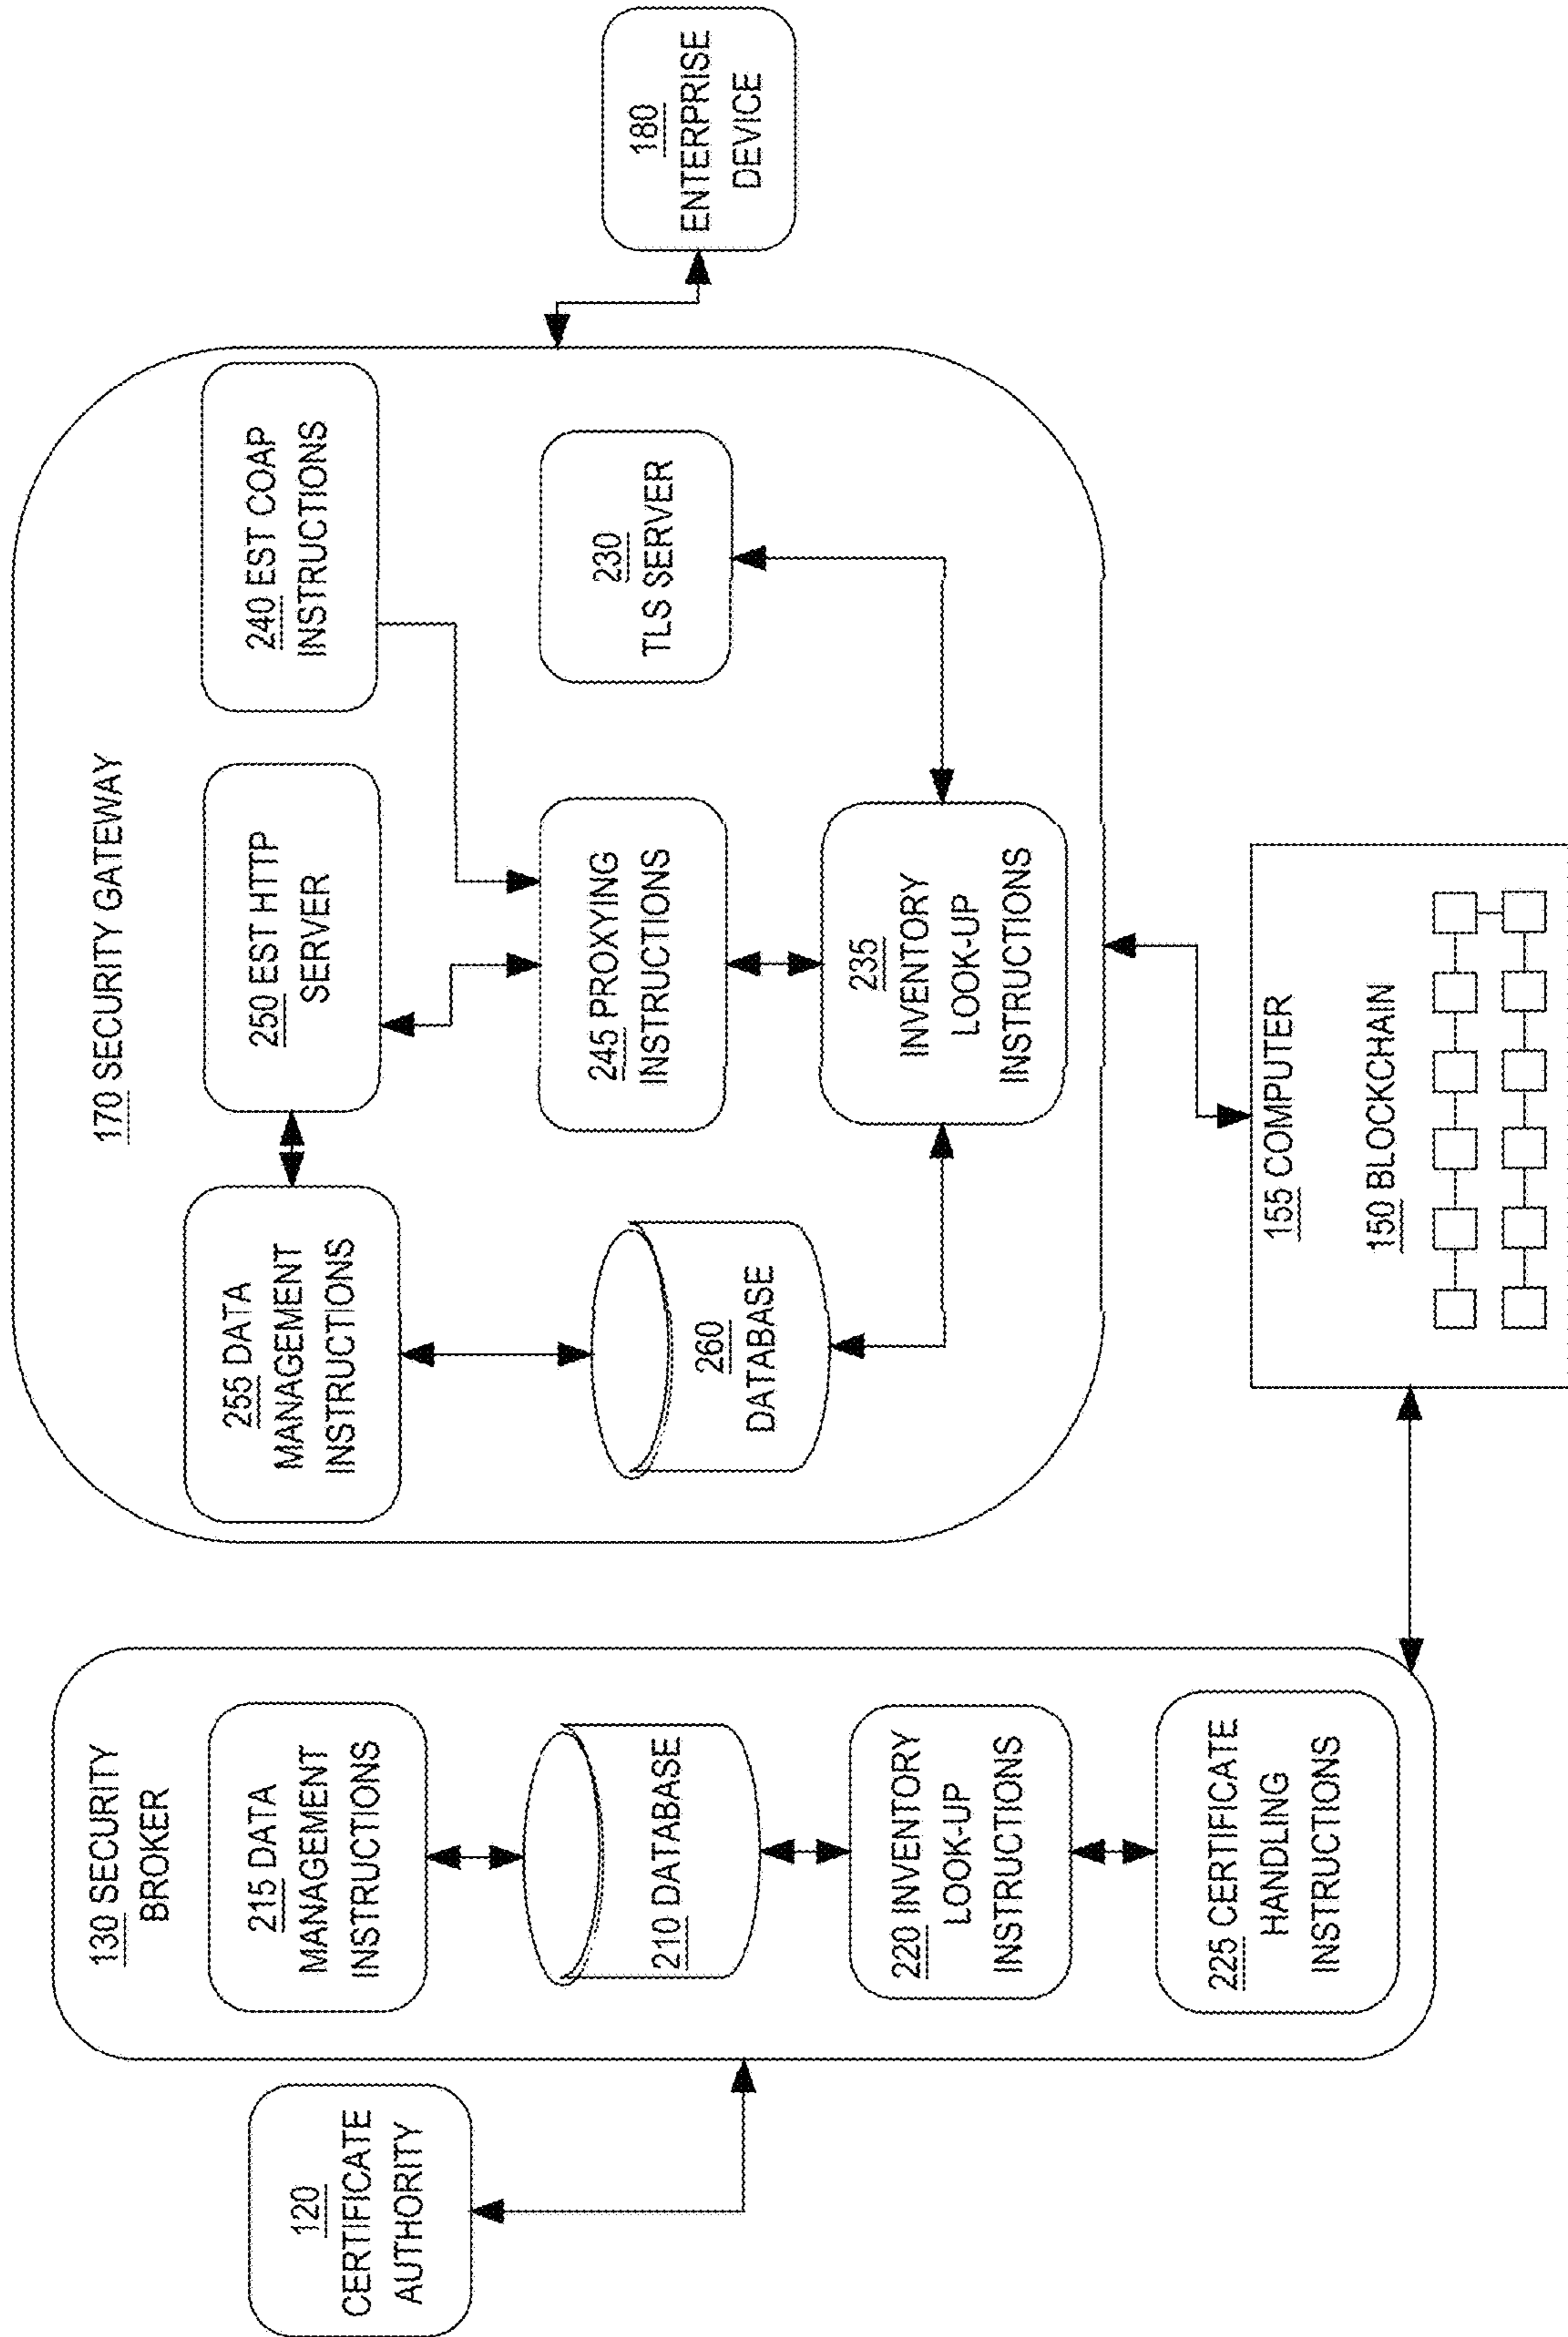 120
CERTIFICATE
AUTHORITY
130 SECURITY
BROKER
215 DATA
MANAGEMENT
INSTRUCTIONS
210 DATABASE
220 INVENTORY
LOOK-UP
INSTRUCTIONS
225 CERTIFICATE
HANDLING
INSTRUCTIONS
170 SECURITY GATEWAY
255 DATA
MANAGEMENT
INSTRUCTIONS
250 EST HTTP
SERVER
240 EST COAP
INSTRUCTIONS
260
DATABASE
245 PROXYING
INSTRUCTIONS
230
TLS SERVER
235
INVENTORY
LOOK-UP
INSTRUCTIONS
180
ENTERPRISE
DEVICE
155 COMPUTER
150 BLOCKCHAIN